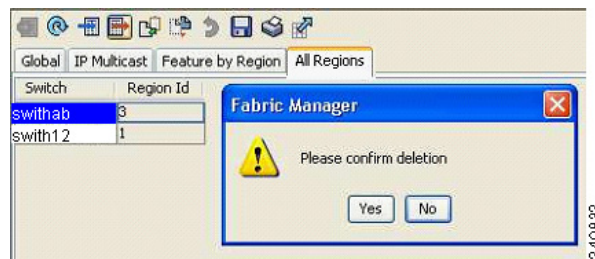 Global IP Multicast Feature by Region All Regions
Switch Region Id
swithab 3
swith12 1
Fabric Manager
Please confirm deletion
Yes No